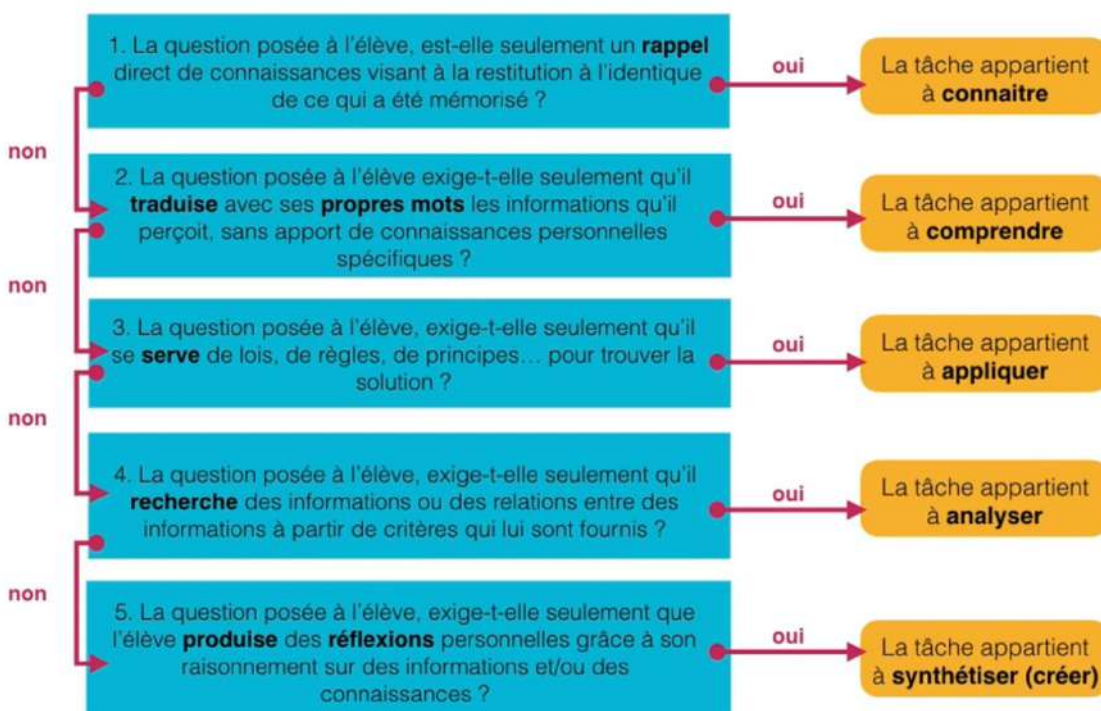 1. La question posée à l'élève, est-elle seulement un rappel
direct de connaissances visant à la restitution à l'identique
de ce qui a été mémorisé ?
oui
La tâche appartient
à connaitre
non
2. La question posée à l'élève exige-t-elle seulement qu'il
traduise avec ses propres mots les informations qu'il
perçoit, sans apport de connaissances personnelles
spécifiques ?
oui
La tâche appartient
à comprendre
non
3. La question posée à l'élève, exige-t-elle seulement qu'il
se serve de lois, de règles, de principes… pour trouver la
solution ?
oui
La tâche appartient
à appliquer
non
4. La question posée à l'élève, exige-t-elle seulement qu'il
recherche des informations ou des relations entre des
informations à partir de critères qui lui sont fournis ?
oui
La tâche appartient
à analyser
non
5. La question posée à l'élève, exige-t-elle seulement que
l'élève produise des réflexions personnelles grâce à son
raisonnement sur des informations et/ou des
connaissances ?
oui
La tâche appartient
à synthétiser (créer)